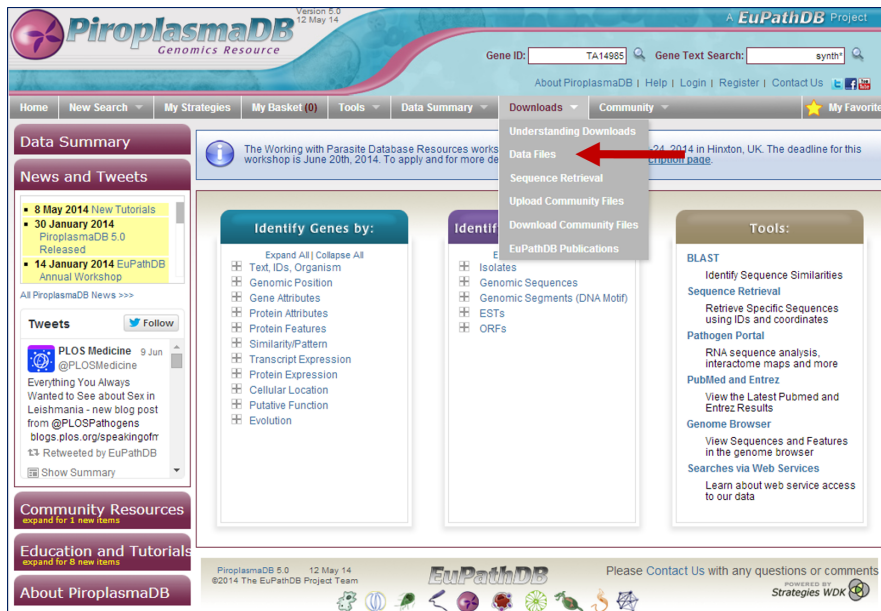 PiroplasmaDB
Genomics Resource
Version 5.0
12 May 14
A EuPathDB Project
Gene ID: TA14985 Gene Text Search: synth*
About PiroplasmaDB | Help | Login | Register | Contact Us
Home New Search My Strategies My Basket (0) Tools Data Summary Downloads Community My Favorite
Understanding Downloads
Data Files
Sequence Retrieval
Upload Community Files
Download Community Files
EuPathDB Publications
Data Summary
News and Tweets
8 May 2014 New Tutorials
30 January 2014
PiroplasmaDB 5.0
Released
14 January 2014 EuPathDB
Annual Workshop
All PiroplasmaDB News >>>
Tweets
Follow
PLOS Medicine 9 Jun
@PLOSMedicine
Everything You Always
Wanted to See about Sex in
Leishmania - new blog post
from @PLOSPathogens
blogs.plos.org/speakingofm
Retweeted by EuPathDB
Show Summary
Community Resources
expand for 1 new items
Education and Tutorials
expand for 8 new items
About PiroplasmaDB
The Working with Parasite Database Resources works -24, 2014 in Hinxton, UK. The deadline for this
workshop is June 20th, 2014. To apply and for more de cription page.
Identify Genes by:
Expand All | Collapse All
Text, IDs, Organism
Genomic Position
Gene Attributes
Protein Attributes
Protein Features
Similarity/Pattern
Transcript Expression
Protein Expression
Cellular Location
Putative Function
Evolution
Identif
E
Isolates
Genomic Sequences
Genomic Segments (DNA Motif)
ESTs
ORFs
Tools:
BLAST
Identify Sequence Similarities
Sequence Retrieval
Retrieve Specific Sequences
using IDs and coordinates
Pathogen Portal
RNA sequence analysis,
interactome maps and more
PubMed and Entrez
View the Latest Pubmed and
Entrez Results
Genome Browser
View Sequences and Features
in the genome browser
Searches via Web Services
Learn about web service access
to our data
PiroplasmaDB 5.0 12 May 14
©2014 The EuPathDB Project Team
EuPathDB
Please Contact Us with any questions or comments
POWERED BY
Strategies WDK